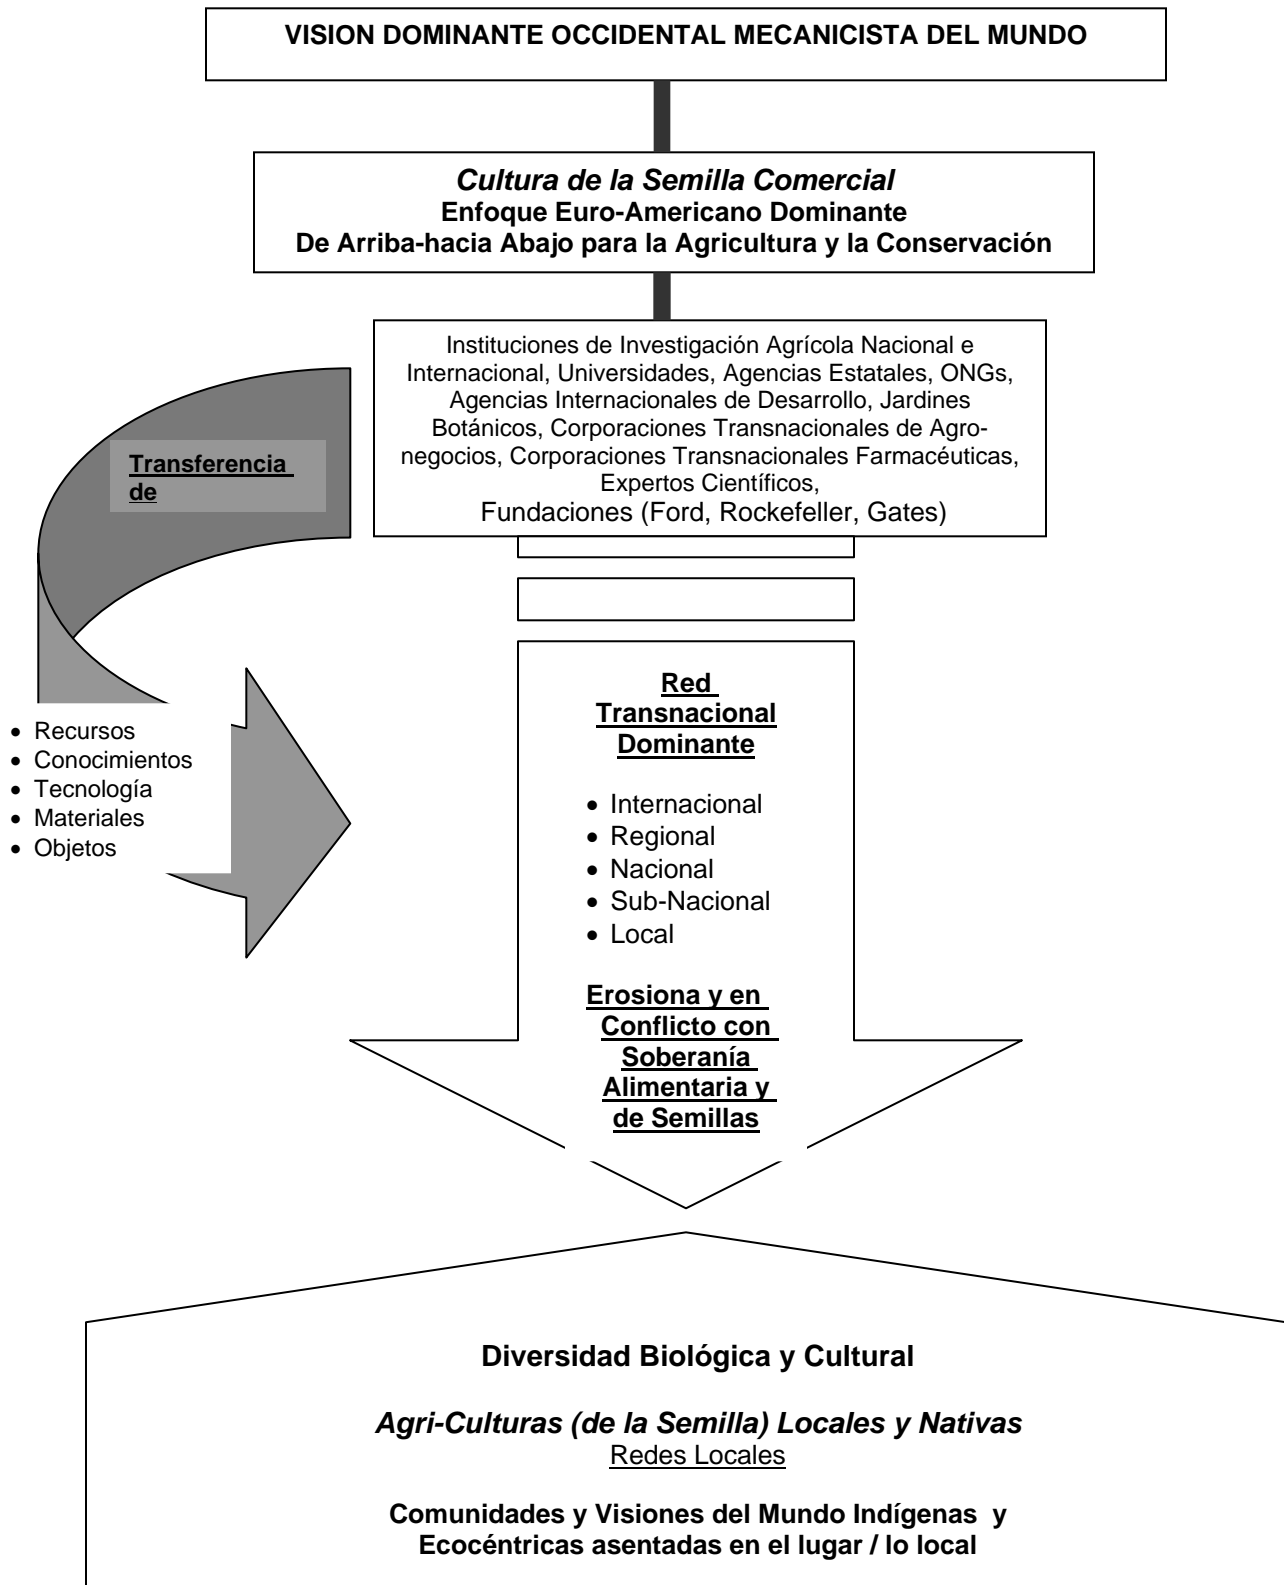 VISION DOMINANTE OCCIDENTAL MECANICISTA DEL MUNDO
Cultura de la Semilla Comercial
Enfoque Euro-Americano Dominante
De Arriba-hacia Abajo para la Agricultura y la Conservación
Instituciones de Investigación Agrícola Nacional e
Internacional, Universidades, Agencias Estatales, ONGs,
Agencias Internacionales de Desarrollo, Jardines
Botánicos, Corporaciones Transnacionales de Agro-
negocios, Corporaciones Transnacionales Farmacéuticas,
Expertos Científicos,
Fundaciones (Ford, Rockefeller, Gates)
Transferencia
de
• Recursos
• Conocimientos
• Tecnología
• Materiales
• Objetos
Red
Transnacional
Dominante
• Internacional
• Regional
• Nacional
• Sub-Nacional
• Local
Erosiona y en
Conflicto con
Soberanía
Alimentaria y
de Semillas
Diversidad Biológica y Cultural
Agri-Culturas (de la Semilla) Locales y Nativas
Redes Locales
Comunidades y Visiones del Mundo Indígenas y
Ecocéntricas asentadas en el lugar / lo local